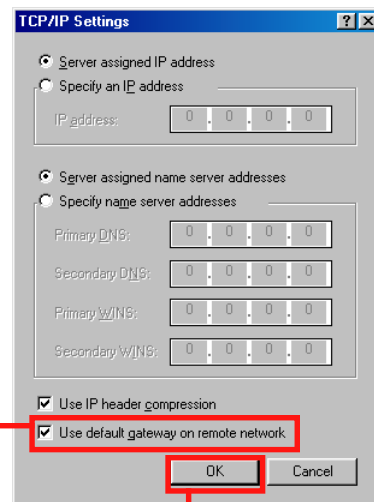 TCP/IP Settings
Server assigned IP address
Specify an IP address
IP address: 0 . 0 . 0 . 0
Server assigned name server addresses
Specify name server addresses
Primary DNS: 0 . 0 . 0 . 0
Secondary DNS: 0 . 0 . 0 . 0
Primary WINS: 0 . 0 . 0 . 0
Secondary WINS: 0 . 0 . 0 . 0
Use IP header compression
Use default gateway on remote network
OK Cancel